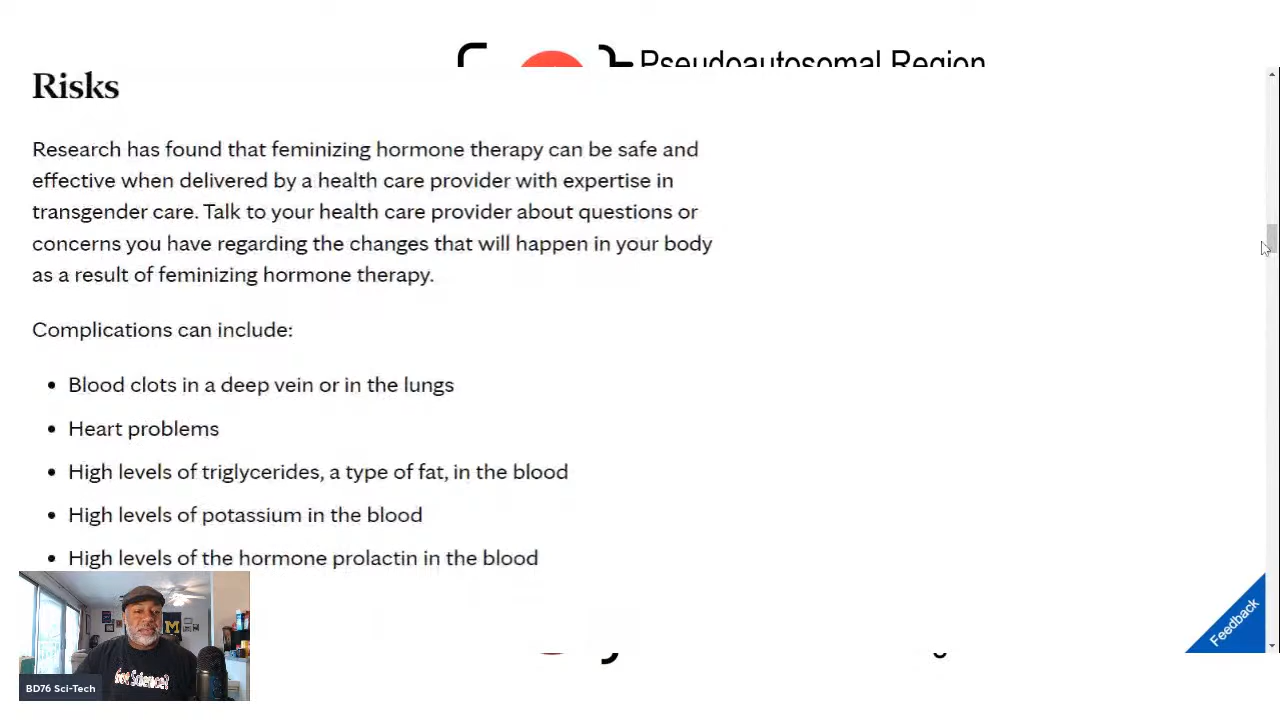 Pseudoautosomal Region
Risks
Research has found that feminizing hormone therapy can be safe and
effective when delivered by a health care provider with expertise in
transgender care. Talk to your health care provider about questions or
concerns you have regarding the changes that will happen in your body
as a result of feminizing hormone therapy.
Complications can include:
• Blood clots in a deep vein or in the lungs
• Heart problems
• High levels of triglycerides, a type of fat, in the blood
• High levels of potassium in the blood
• High levels of the hormone prolactin in the blood
M
Got Science?
BD76 Sci-Tech
Feedback